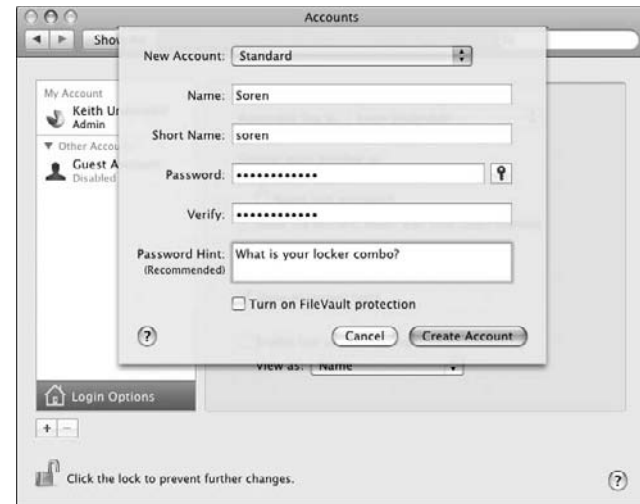 Accounts
Show
New Account: Standard
My Account
Keith
Admin
Name: Soren
Short Name: soren
Other
Guest
Disabled
Password: ••••••••••••
Verify: ••••••••••••
Password Hint: What is your locker combo?
(Recommended)
Turn on FileVault protection
? Cancel Create Account
View as: Name
Login Options
+ −
Click the lock to prevent further changes. ?